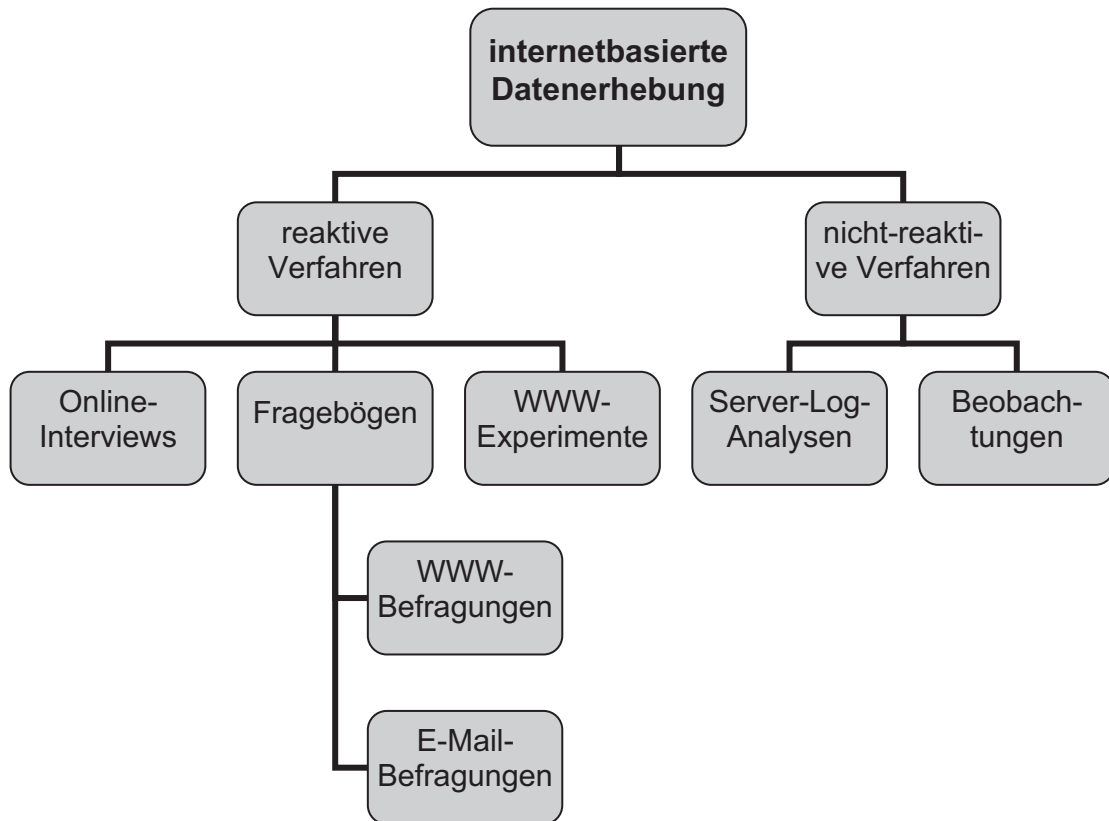 internetbasierte
Datenerhebung
reaktive
Verfahren
nicht-reakti-
ve Verfahren
Online-
Interviews
Fragebögen
WWW-
Experimente
Server-Log-
Analysen
Beobach-
tungen
WWW-
Befragungen
E-Mail-
Befragungen